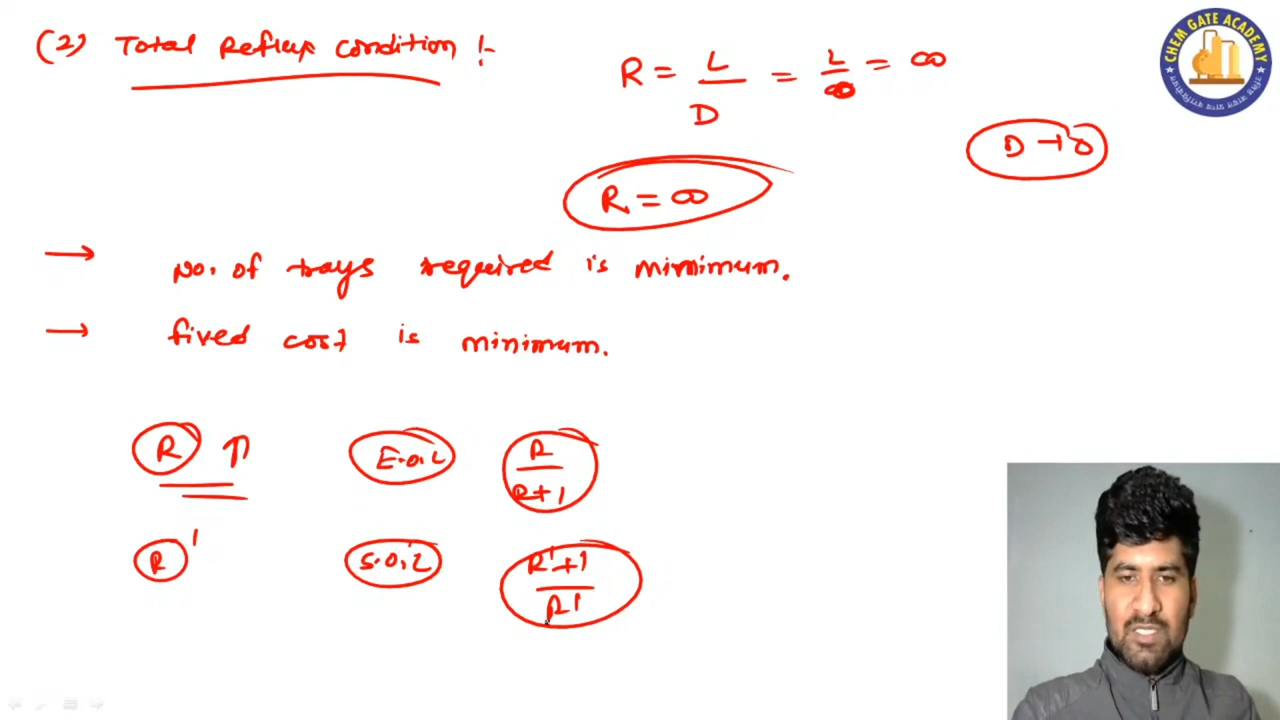 (2) Total Reflux condition :-
R = L/D = L/∞ = ∞
D → 0
R = ∞
→ No. of trays required is minimum.
→ fixed cost is minimum.
R ↑ E.O.L R/R+1
R' S.O.L R'+1/R'
CHEM GATE ACADEMY